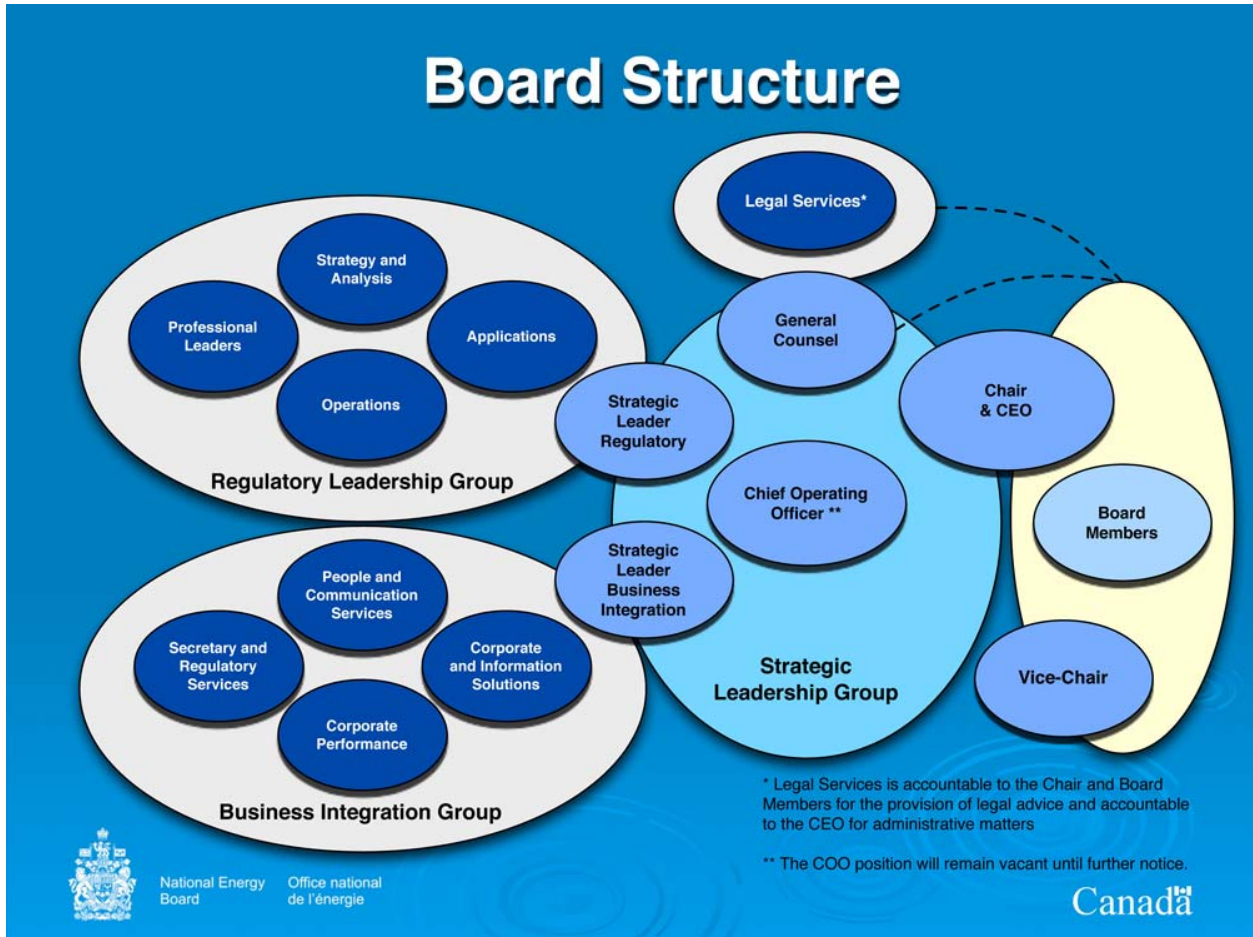 Board Structure
Legal Services*
Strategy and
Analysis
Professional
Leaders
Applications
Operations
Regulatory Leadership Group
General
Counsel
Strategic
Leader
Regulatory
Chair
& CEO
Chief Operating
Officer **
Board
Members
Strategic
Leader
Business
Integration
Strategic
Leadership Group
Vice-Chair
People and
Communication
Services
Secretary and
Regulatory
Services
Corporate
and Information
Solutions
Corporate
Performance
Business Integration Group
* Legal Services is accountable to the Chair and Board
Members for the provision of legal advice and accountable
to the CEO for administrative matters
** The COO position will remain vacant until further notice.
National Energy
Board
Office national
de l'énergie
Canada